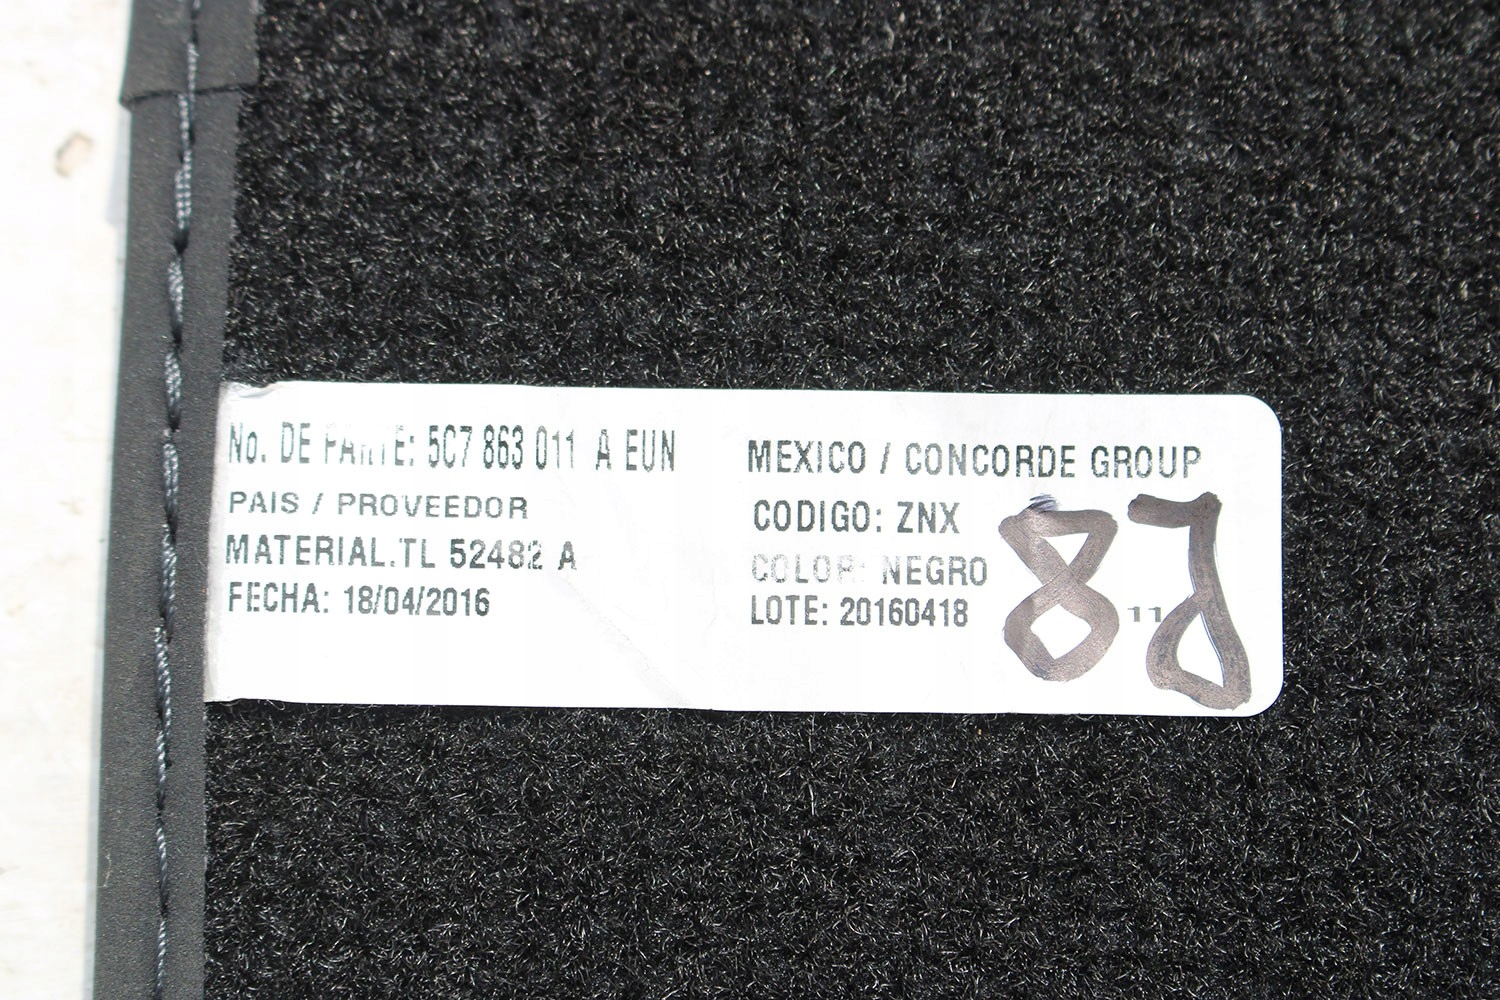 No. DE PARTE: 5C7 863 011 A EUN
MEXICO / CONCORDE GROUP
PAIS / PROVEEDOR
CODIGO: ZNX
MATERIAL.TL 52482 A
COLOR: NEGRO
FECHA: 18/04/2016
LOTE: 20160418
11